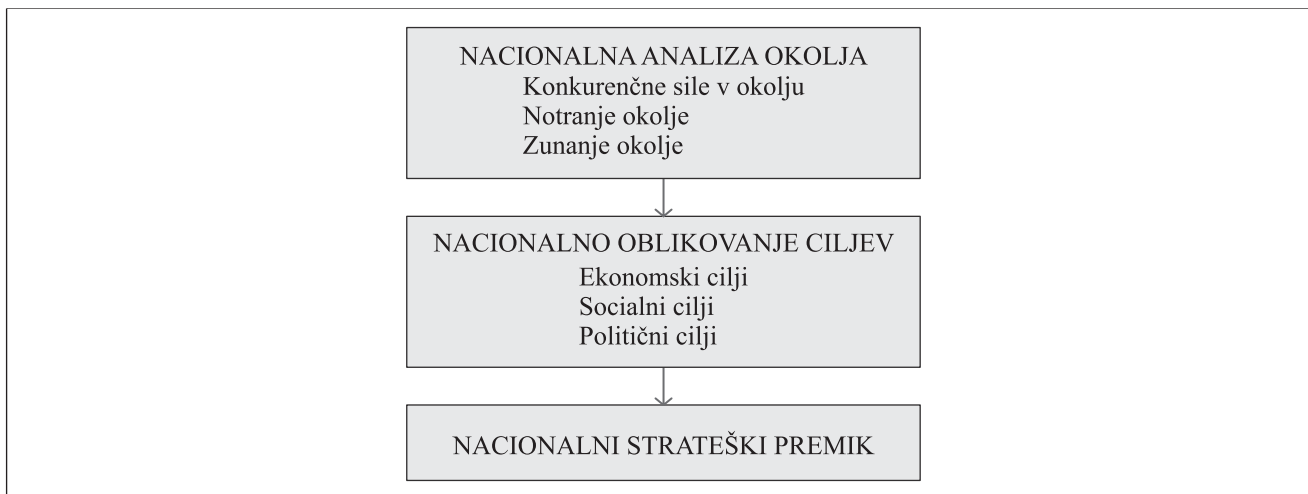 NACIONALNA ANALIZA OKOLJA
Konkurenčne sile v okolju
Notranje okolje
Zunanje okolje
NACIONALNO OBLIKOVANJE CILJEV
Ekonomski cilji
Socialni cilji
Politični cilji
NACIONALNI STRATEŠKI PREMIK